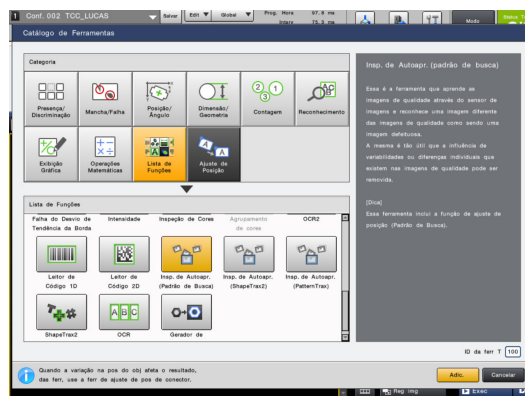 1 Conf. 002 TCC_LUCAS
Salvar
Edit
Global
Prog. Hora 97.8 ms
76.5 ms
Modo
Catálogo de Ferramentas
Categoria
Presença/
Discriminação
Mancha/Falha
Posição/
Ângulo
Dimensão/
Geometria
Contagem
Reconhecimento
Exibição
Gráfica
Operações
Matemáticas
Lista de
Funções
Ajuste de
Posição
Lista de Funções
Falha do Desvio de
Tendência da Borda
Intensidade
Inspeção de Cores
Agrupamento
de cores
OCR2
Leitor de
Código 1D
Leitor de
Código 2D
Insp. de Autoapr.
(Padrão de Busca)
Insp. de Autoapr.
(ShapeTrax2)
Insp. de Autoapr.
(PatternTrax)
ShapeTrax2
OCR
Gerador de
Insp. de Autoapr. (padrão de busca)
Essa é a ferramenta que aprende as
imagens de qualidade através do sensor de
imagens e reconhece uma imagem diferente
das imagens de qualidade como sendo uma
imagem defeituosa.
A mesma é tão útil que a influência de
variabilidades ou diferenças individuais que
existem nas imagens de qualidade pode ser
removida.
[Dica]
Essa ferramenta inclui a função de ajuste de
posição (Padrão de Busca).
ID da ferr T 100
Quando a variação na pos do obj afeta o resultado,
das ferr, use a ferr de ajuste de pos de conector.
Adic.
Cancelar
Reg img
Exec